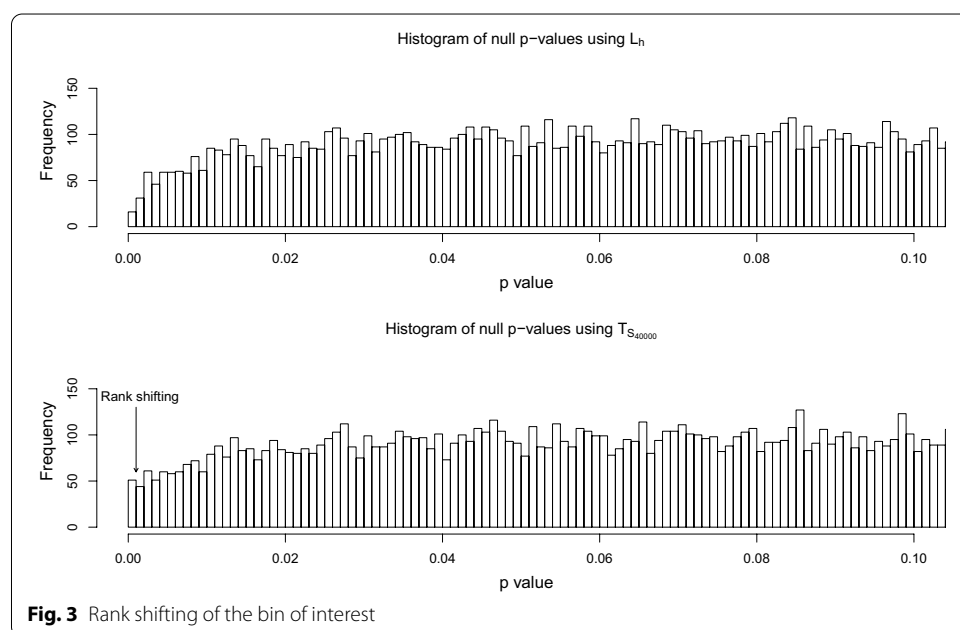 Histogram of null p−values using Lh
Frequency
150
100
50
0
0.00 0.02 0.04 0.06 0.08 0.10
p value
Histogram of null p−values using TS40000
Rank shifting
Frequency
150
100
50
0
0.00 0.02 0.04 0.06 0.08 0.10
p value
Fig. 3 Rank shifting of the bin of interest